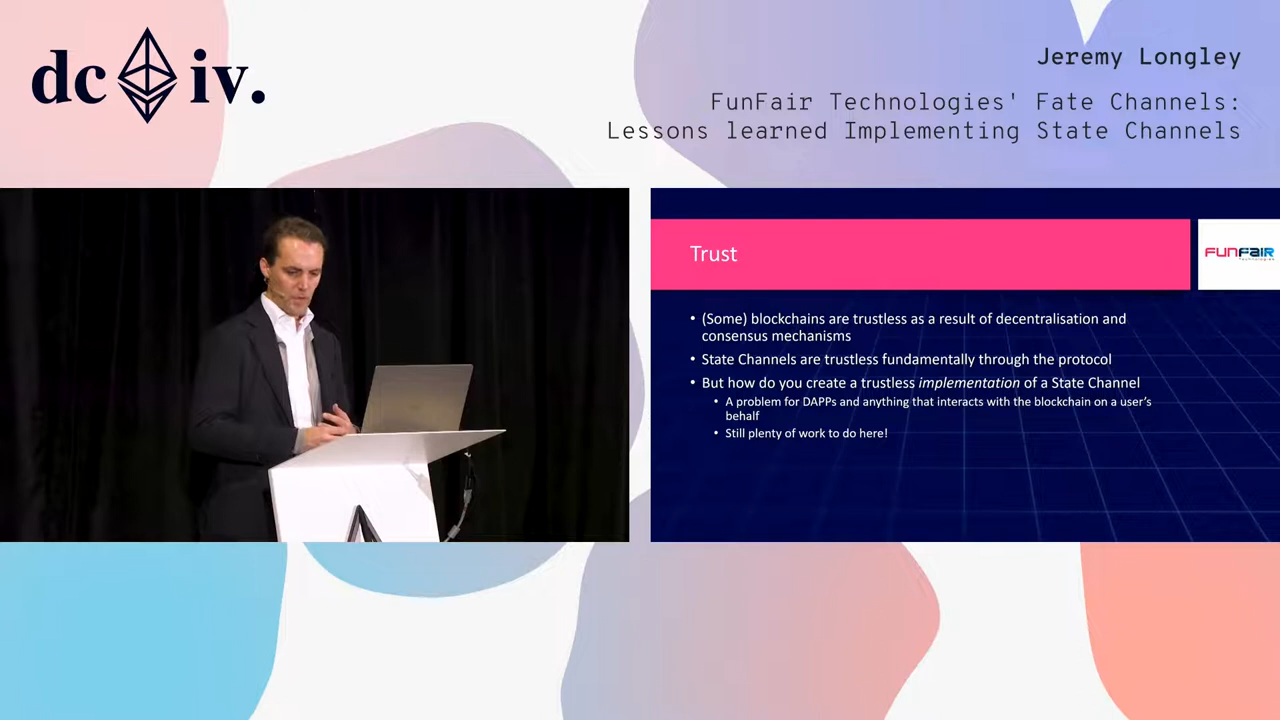 dc iv.
Jeremy Longley
FunFair Technologies' Fate Channels:
Lessons learned Implementing State Channels
Trust
FUNFAIR
Technologies
• (Some) blockchains are trustless as a result of decentralisation and
consensus mechanisms
• State Channels are trustless fundamentally through the protocol
• But how do you create a trustless implementation of a State Channel
• A problem for DAPPs and anything that interacts with the blockchain on a user's
behalf
• Still plenty of work to do here!